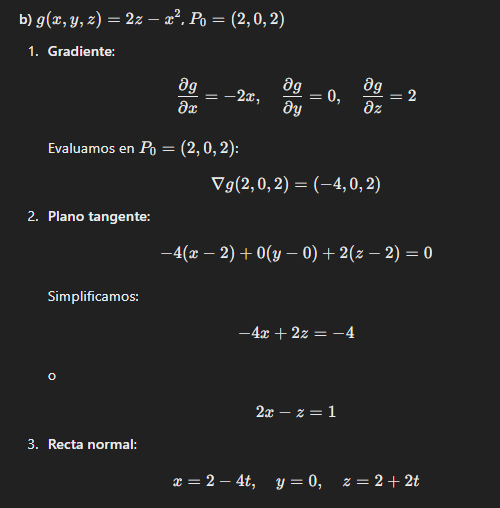 b) g(x, y, z) = 2z − x². P₀ = (2, 0, 2)
1. Gradiente:
∂g/∂x = −2x, ∂g/∂y = 0, ∂g/∂z = 2
Evaluamos en P₀ = (2, 0, 2):
∇g(2, 0, 2) = (−4, 0, 2)
2. Plano tangente:
−4(x − 2) + 0(y − 0) + 2(z − 2) = 0
Simplificamos:
−4x + 2z = −4
o
2x − z = 1
3. Recta normal:
x = 2 − 4t, y = 0, z = 2 + 2t